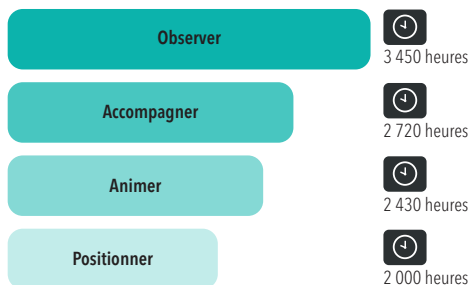 Observer
3 450 heures
Accompagner
2 720 heures
Animer
2 430 heures
Positionner
2 000 heures